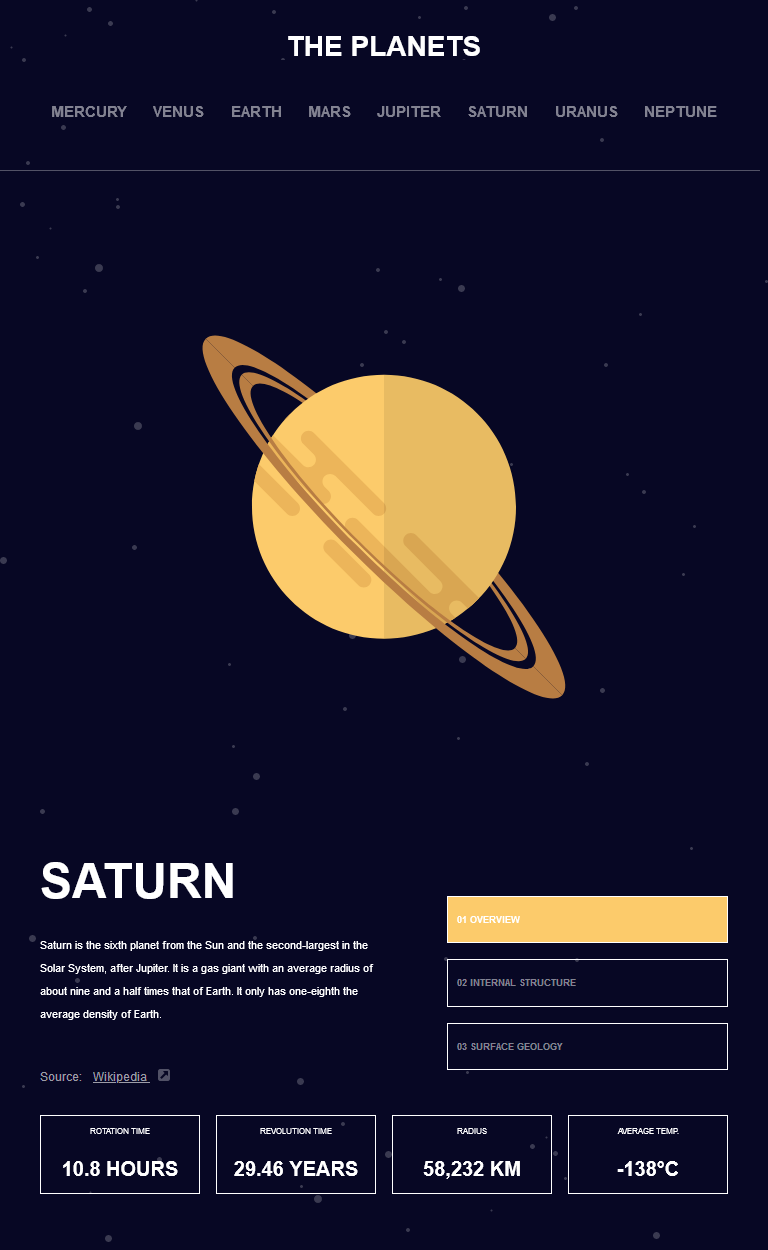 THE PLANETS
MERCURY VENUS EARTH MARS JUPITER SATURN URANUS NEPTUNE
SATURN
Saturn is the sixth planet from the Sun and the second-largest in the
Solar System, after Jupiter. It is a gas giant with an average radius of
about nine and a half times that of Earth. It only has one-eighth the
average density of Earth.
Source: Wikipedia
01 OVERVIEW
02 INTERNAL STRUCTURE
03 SURFACE GEOLOGY
ROTATION TIME
10.8 HOURS
REVOLUTION TIME
29.46 YEARS
RADIUS
58,232 KM
AVERAGE TEMP.
-138°C